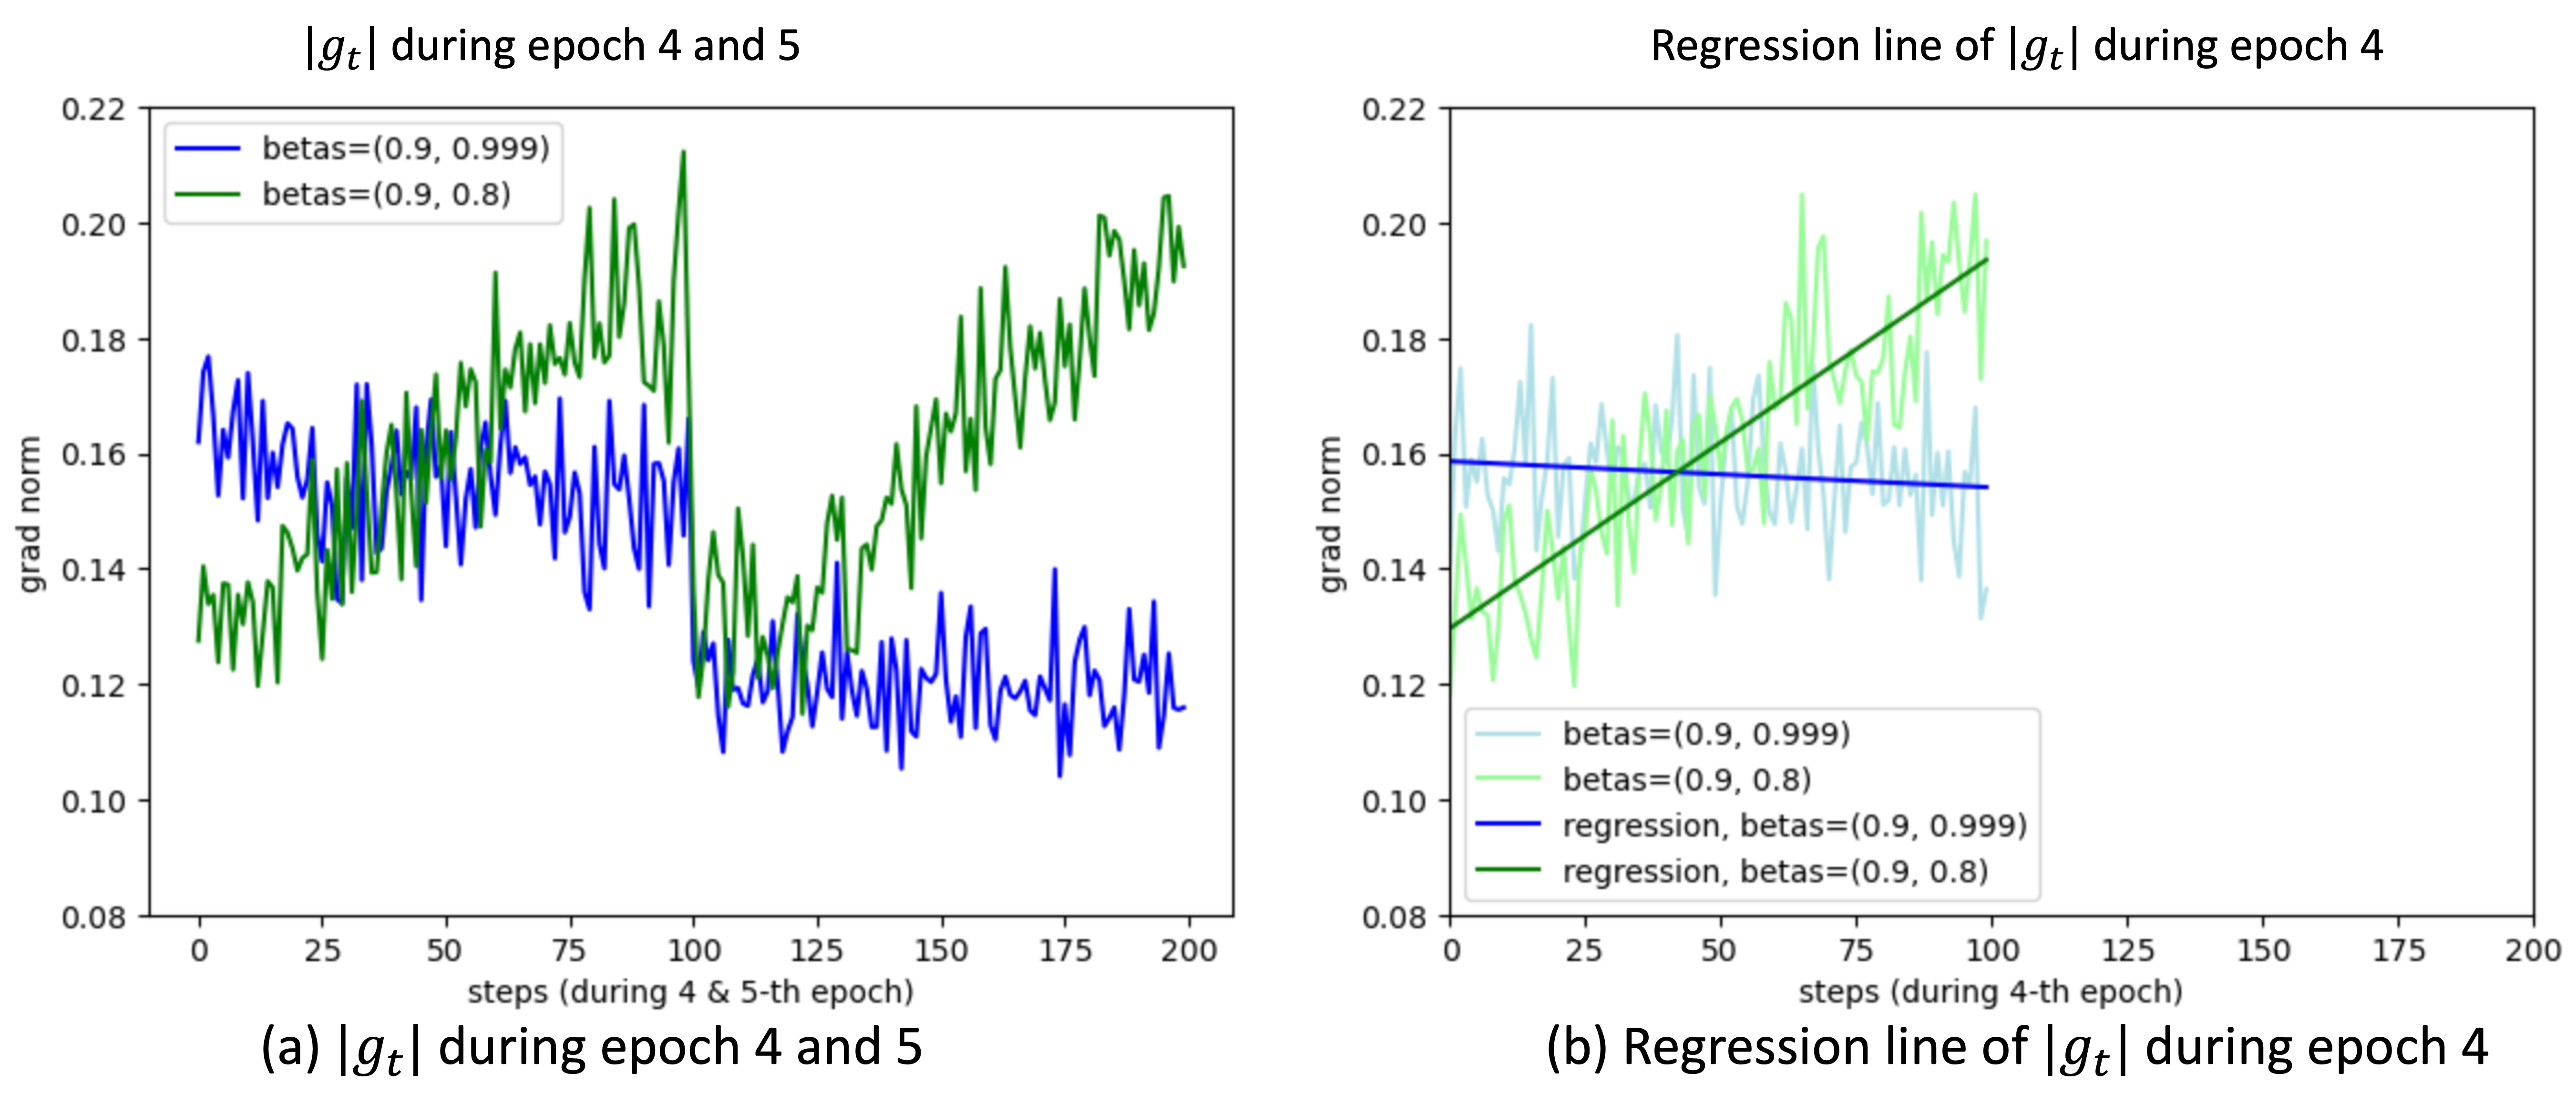 |g_t| during epoch 4 and 5
0.22
0.20
0.18
0.16
0.14
0.12
0.10
0.08
grad norm
betas=(0.9, 0.999)
betas=(0.9, 0.8)
0 25 50 75 100 125 150 175 200
steps (during 4 & 5-th epoch)
(a) |g_t| during epoch 4 and 5
Regression line of |g_t| during epoch 4
0.22
0.20
0.18
0.16
0.14
0.12
0.10
0.08
grad norm
betas=(0.9, 0.999)
betas=(0.9, 0.8)
regression, betas=(0.9, 0.999)
regression, betas=(0.9, 0.8)
0 25 50 75 100 125 150 175 200
steps (during 4-th epoch)
(b) Regression line of |g_t| during epoch 4